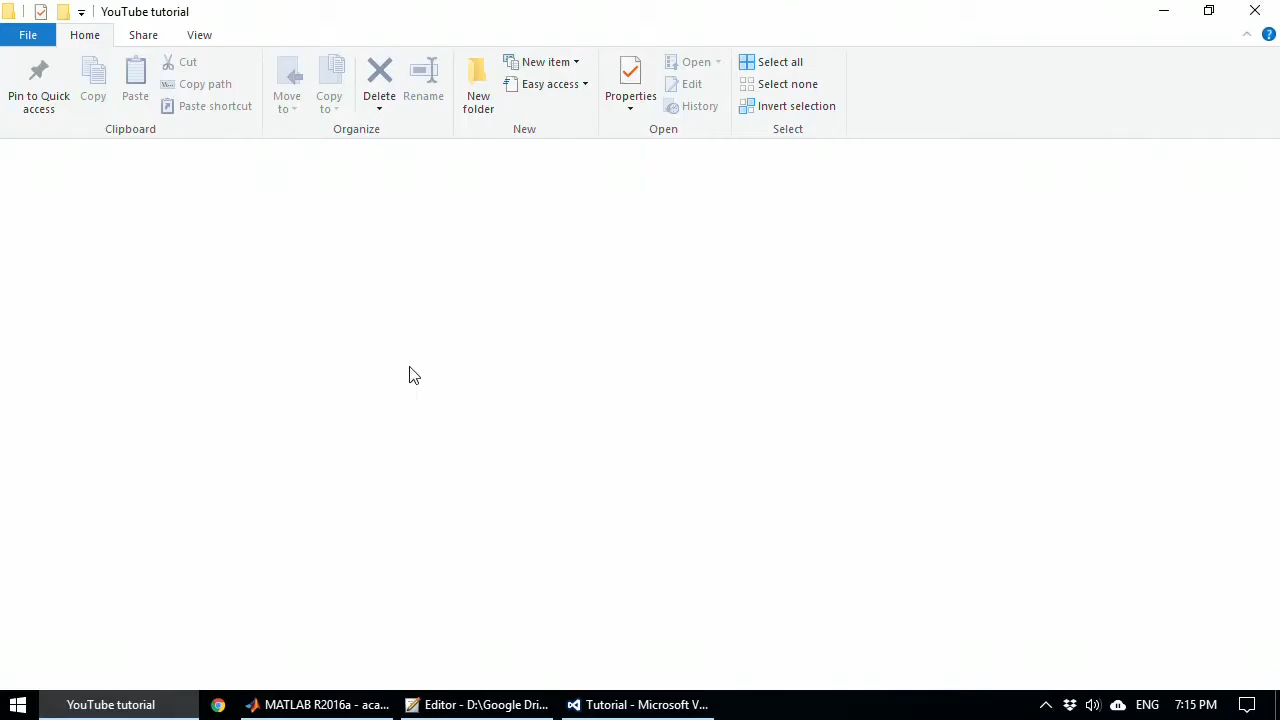 YouTube tutorial
File Home Share View
Pin to Quick access
Copy
Paste
Cut
Copy path
Paste shortcut
Clipboard
Move to
Copy to
Delete
Rename
Organize
New folder
New item
Easy access
New
Properties
Open
Edit
History
Open
Select all
Select none
Invert selection
Select
YouTube tutorial
MATLAB R2016a - aca...
Editor - D:\Google Dri...
Tutorial - Microsoft V...
ENG
7:15 PM